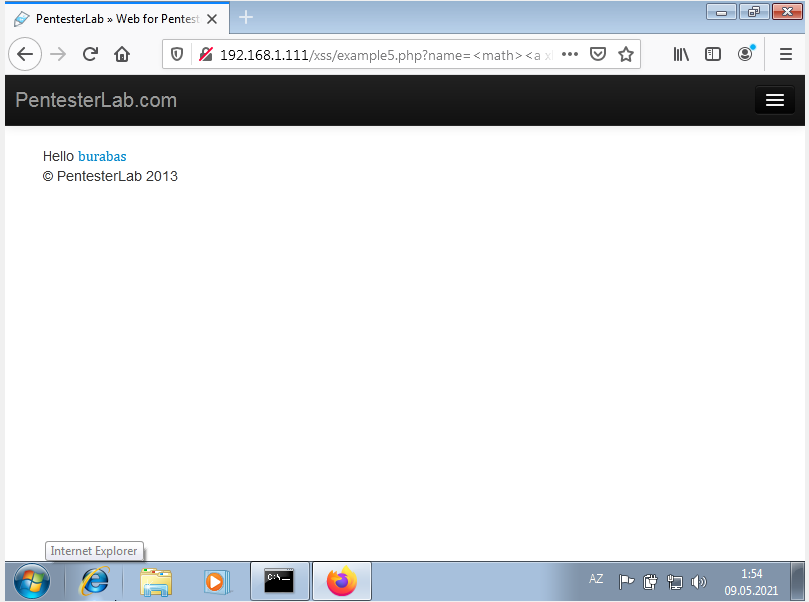 PentesterLab » Web for Pentest
192.168.1.111/xss/example5.php?name=<math><a x
PentesterLab.com
Hello burabas
© PentesterLab 2013
Internet Explorer
C:\_
AZ
1:54
09.05.2021